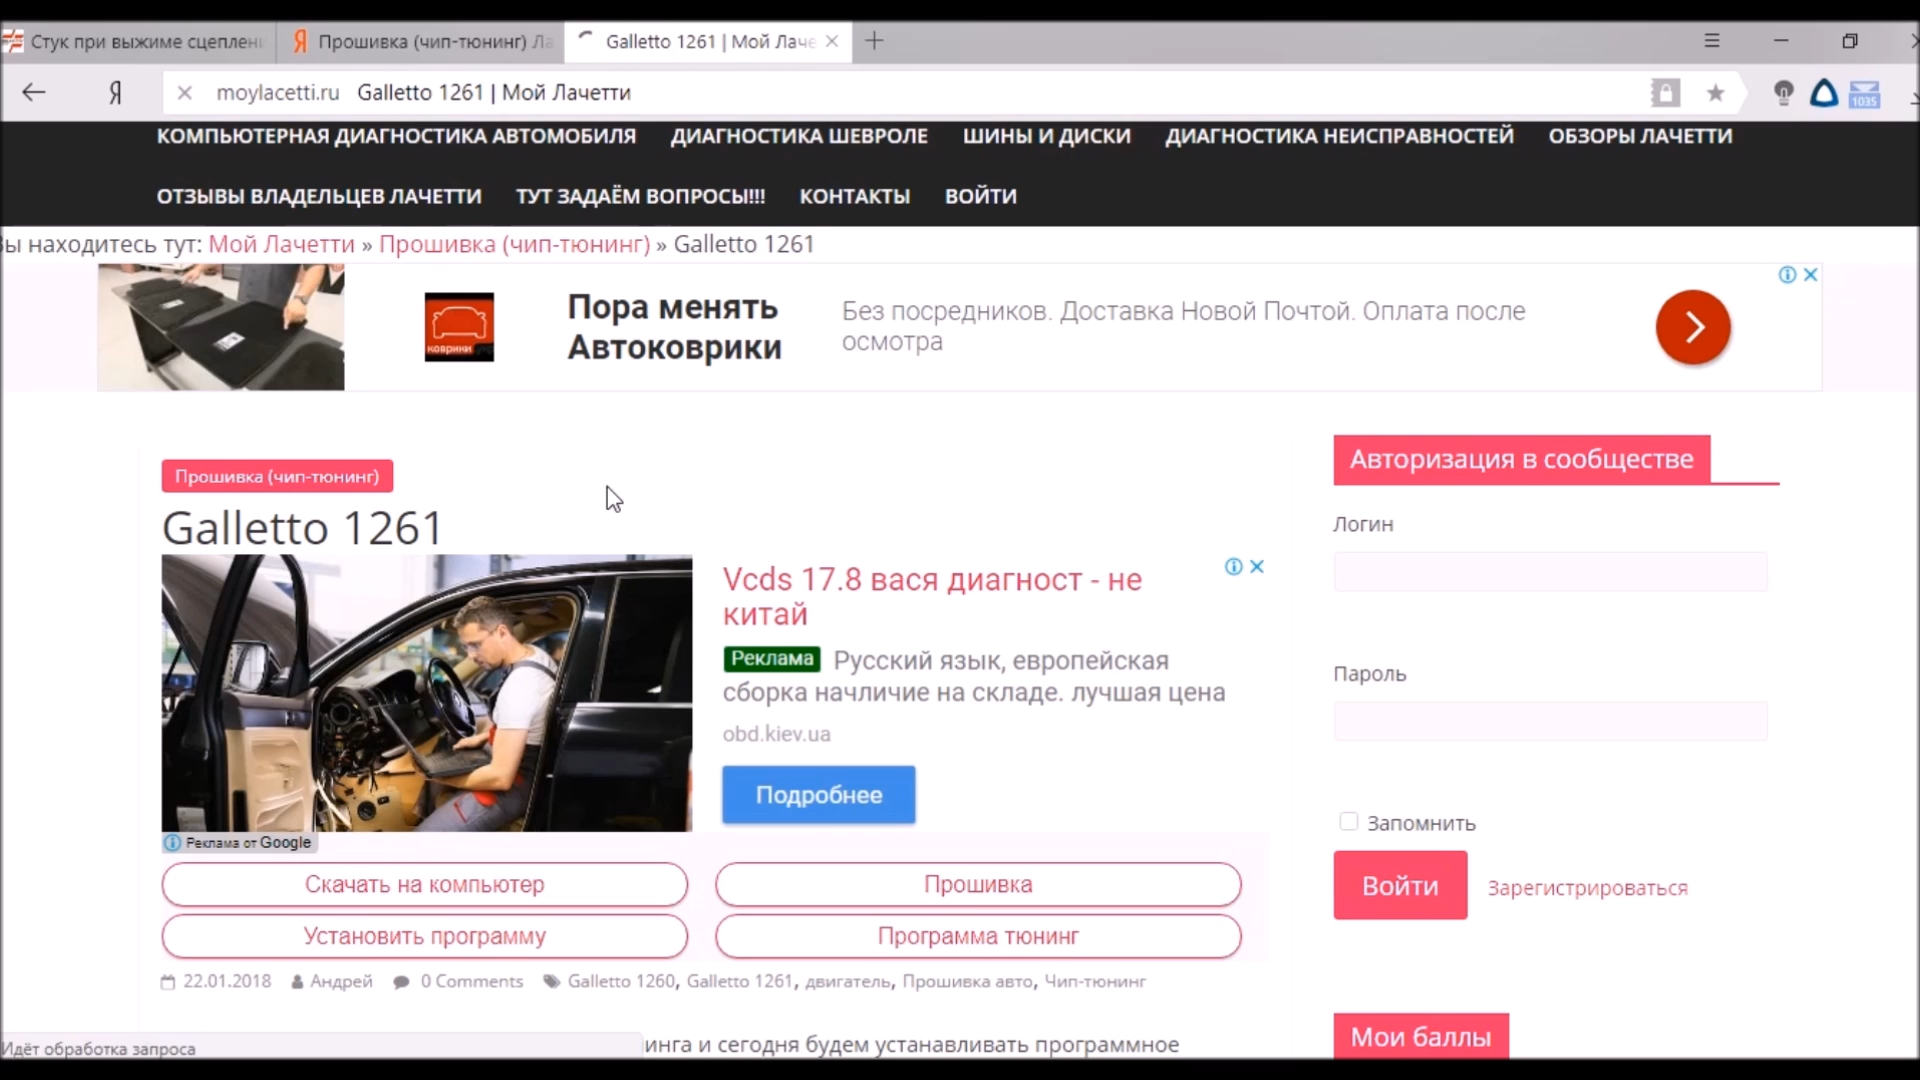 Стук при выжиме сцеплен
Прошивка (чип-тюнинг) Ла
Galletto 1261 | Мой Лаче
moylacetti.ru Galletto 1261 | Мой Лачетти
1035
КОМПЬЮТЕРНАЯ ДИАГНОСТИКА АВТОМОБИЛЯ ДИАГНОСТИКА ШЕВРОЛЕ ШИНЫ И ДИСКИ ДИАГНОСТИКА НЕИСПРАВНОСТЕЙ ОБЗОРЫ ЛАЧЕТТИ
ОТЗЫВЫ ВЛАДЕЛЬЦЕВ ЛАЧЕТТИ ТУТ ЗАДАЁМ ВОПРОСЫ!!! КОНТАКТЫ ВОЙТИ
Вы находитесь тут: Мой Лачетти » Прошивка (чип-тюнинг) » Galletto 1261
коврики
Пора менять
Автоковрики
Без посредников. Доставка Новой Почтой. Оплата после
осмотра
Прошивка (чип-тюнинг)
Galletto 1261
Vcds 17.8 вася диагност - не
китай
Реклама Русский язык, европейская
сборка начличие на складе. лучшая цена
obd.kiev.ua
Подробнее
Реклама от Google
Скачать на компьютер
Прошивка
Установить программу
Программа тюнинг
22.01.2018 Андрей 0 Comments Galletto 1260, Galletto 1261, двигатель, Прошивка авто, Чип-тюнинг
инга и сегодня будем устанавливать программное
Идёт обработка запроса
Авторизация в сообществе
Логин
Пароль
Запомнить
Войти Зарегистрироваться
Мои баллы